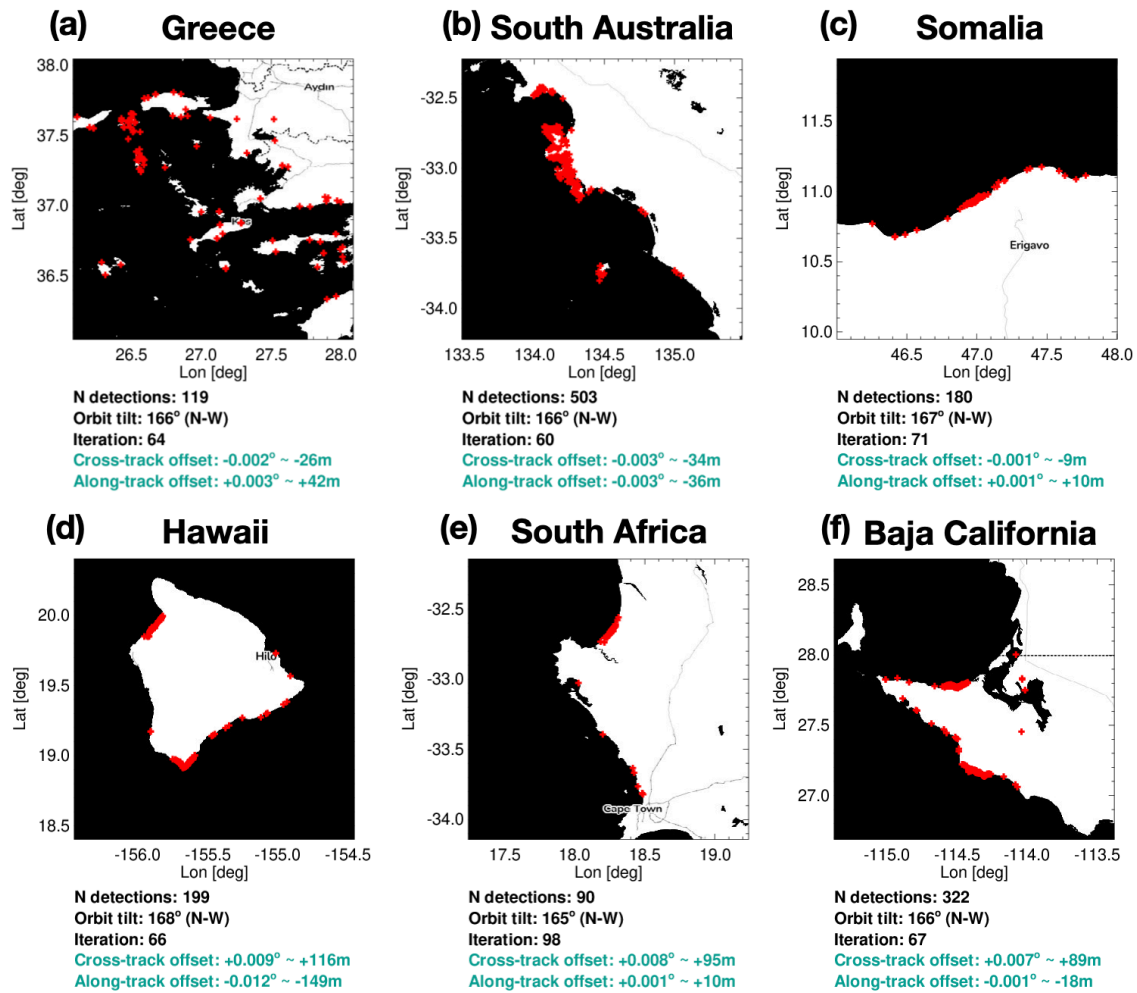 (a) Greece
38.0
37.5
37.0
36.5
Lat [deg]
Aydin
26.5 27.0 27.5 28.0
Lon [deg]
N detections: 119
Orbit tilt: 166° (N-W)
Iteration: 64
Cross-track offset: -0.002° ~ -26m
Along-track offset: +0.003° ~ +42m
(b) South Australia
-32.5
-33.0
-33.5
-34.0
Lat [deg]
133.5 134.0 134.5 135.0
Lon [deg]
N detections: 503
Orbit tilt: 166° (N-W)
Iteration: 60
Cross-track offset: -0.003° ~ -34m
Along-track offset: -0.003° ~ -36m
(c) Somalia
11.5
11.0
10.5
10.0
Lat [deg]
Erigavo
46.5 47.0 47.5 48.0
Lon [deg]
N detections: 180
Orbit tilt: 167° (N-W)
Iteration: 71
Cross-track offset: -0.001° ~ -9m
Along-track offset: +0.001° ~ +10m
(d) Hawaii
20.0
19.5
19.0
18.5
Lat [deg]
Hilo
-156.0 -155.5 -155.0 -154.5
Lon [deg]
N detections: 199
Orbit tilt: 168° (N-W)
Iteration: 66
Cross-track offset: +0.009° ~ +116m
Along-track offset: -0.012° ~ -149m
(e) South Africa
-32.5
-33.0
-33.5
-34.0
Lat [deg]
Cape Town
17.5 18.0 18.5 19.0
Lon [deg]
N detections: 90
Orbit tilt: 165° (N-W)
Iteration: 98
Cross-track offset: +0.008° ~ +95m
Along-track offset: +0.001° ~ +10m
(f) Baja California
28.5
28.0
27.5
27.0
Lat [deg]
-115.0 -114.5 -114.0 -113.5
Lon [deg]
N detections: 322
Orbit tilt: 166° (N-W)
Iteration: 67
Cross-track offset: +0.007° ~ +89m
Along-track offset: -0.001° ~ -18m